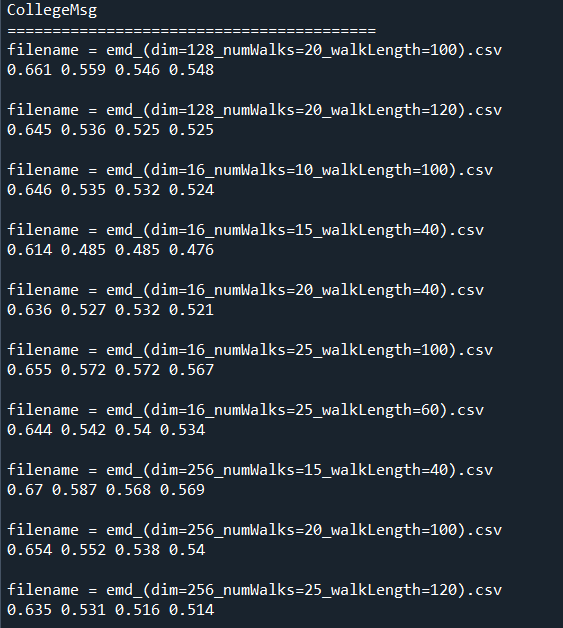 CollegeMsg
=========================================
filename = emd_(dim=128_numWalks=20_walkLength=100).csv
0.661 0.559 0.546 0.548
filename = emd_(dim=128_numWalks=20_walkLength=120).csv
0.645 0.536 0.525 0.525
filename = emd_(dim=16_numWalks=10_walkLength=100).csv
0.646 0.535 0.532 0.524
filename = emd_(dim=16_numWalks=15_walkLength=40).csv
0.614 0.485 0.485 0.476
filename = emd_(dim=16_numWalks=20_walkLength=40).csv
0.636 0.527 0.532 0.521
filename = emd_(dim=16_numWalks=25_walkLength=100).csv
0.655 0.572 0.572 0.567
filename = emd_(dim=16_numWalks=25_walkLength=60).csv
0.644 0.542 0.54 0.534
filename = emd_(dim=256_numWalks=15_walkLength=40).csv
0.67 0.587 0.568 0.569
filename = emd_(dim=256_numWalks=20_walkLength=100).csv
0.654 0.552 0.538 0.54
filename = emd_(dim=256_numWalks=25_walkLength=120).csv
0.635 0.531 0.516 0.514